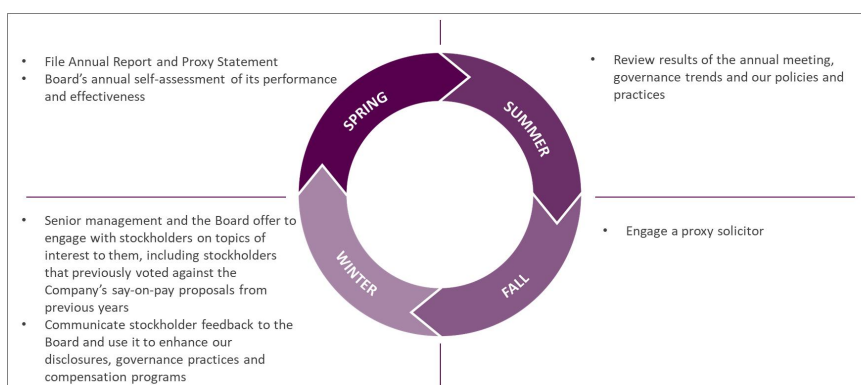 • File Annual Report and Proxy Statement
• Board's annual self-assessment of its performance
and effectiveness
SPRING
SUMMER
• Review results of the annual meeting,
governance trends and our policies and
practices
• Senior management and the Board offer to
engage with stockholders on topics of
interest to them, including stockholders
that previously voted against the
Company's say-on-pay proposals from
previous years
• Communicate stockholder feedback to the
Board and use it to enhance our
disclosures, governance practices and
compensation programs
WINTER
FALL
• Engage a proxy solicitor